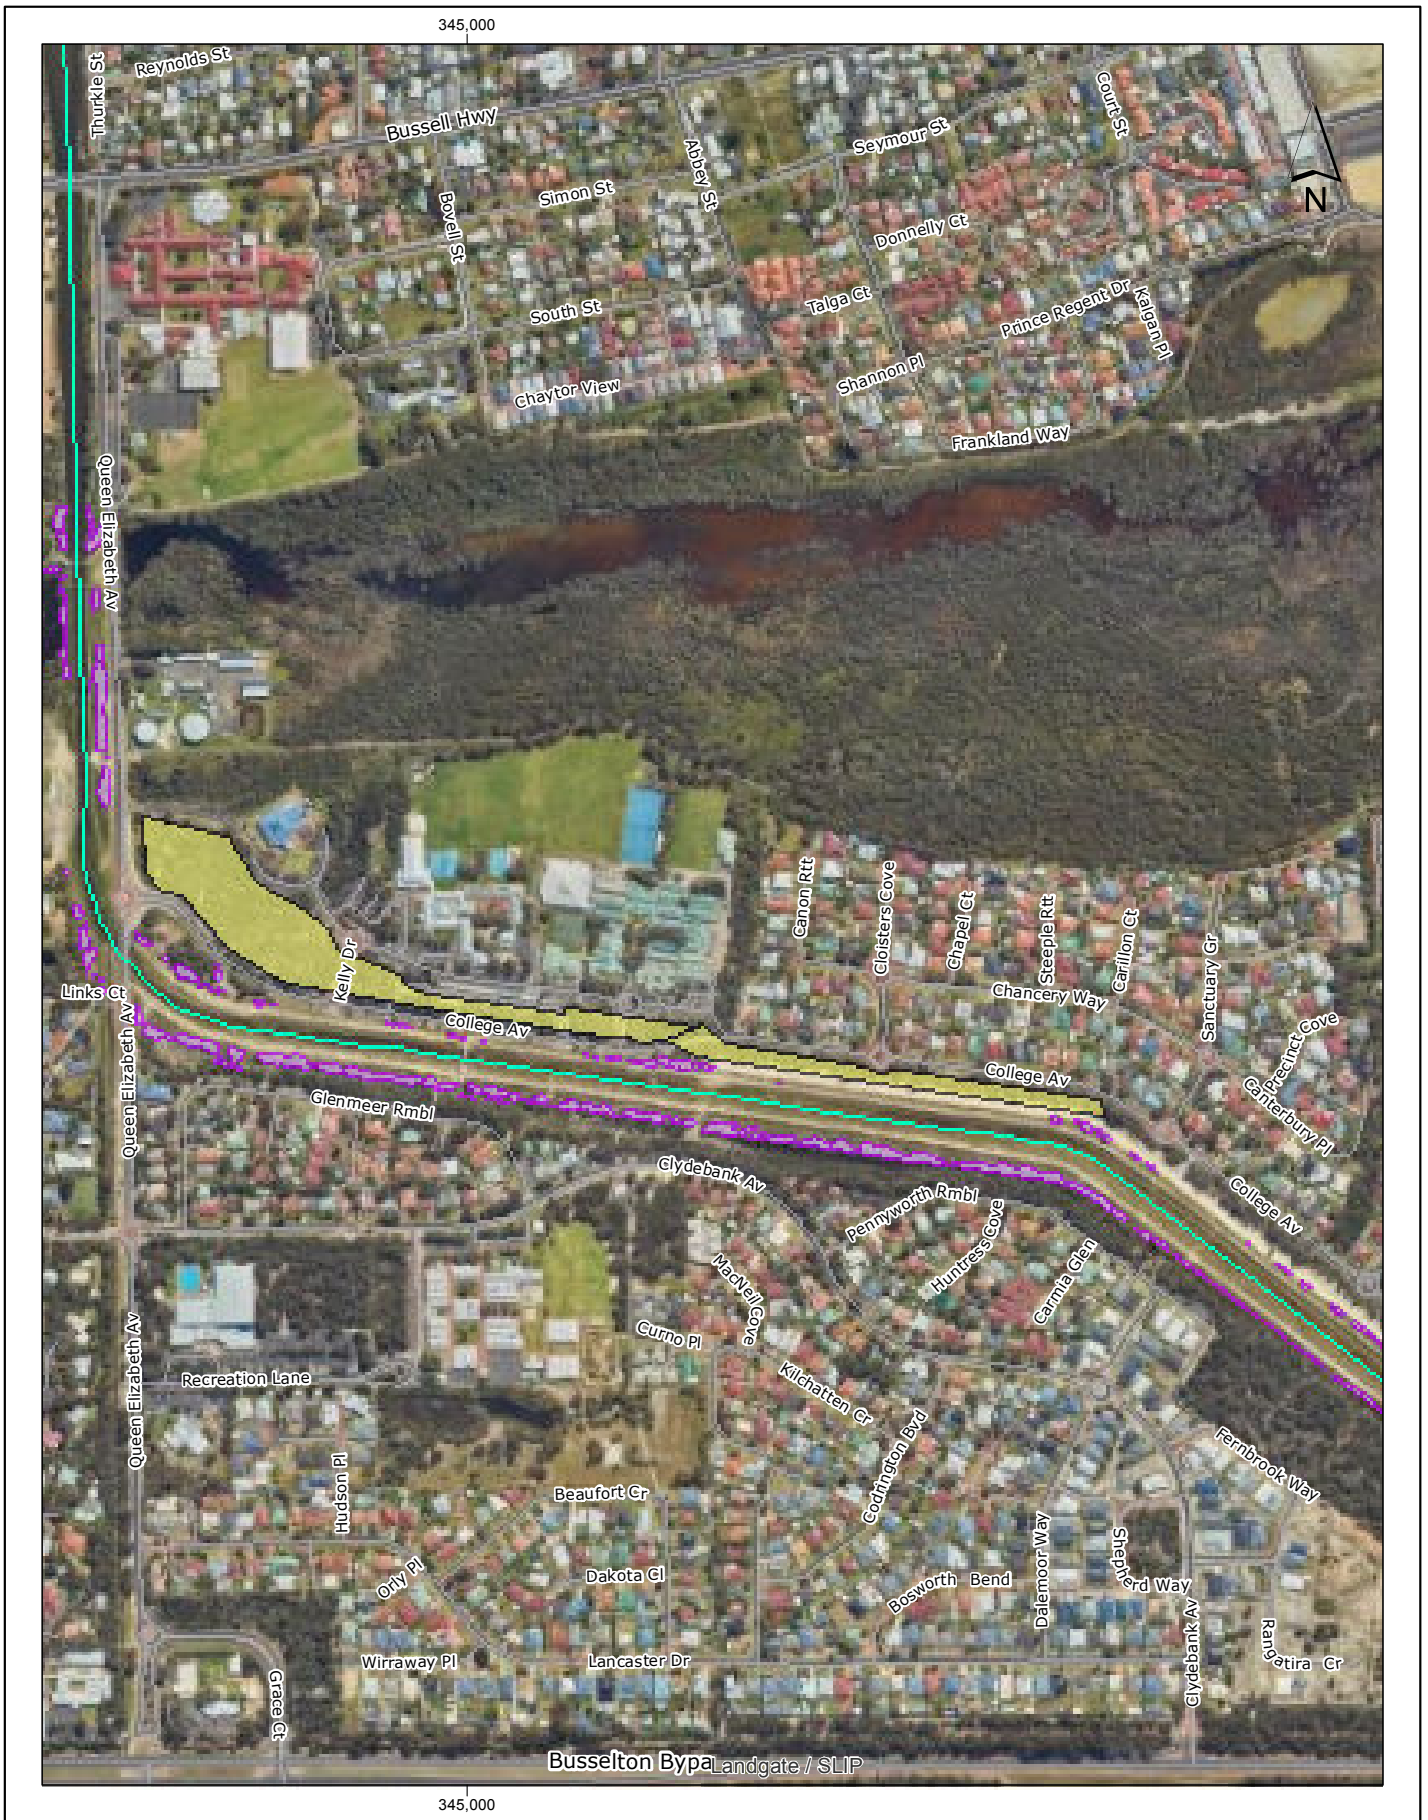 345,000
Thurkle St
Reynolds St
Bussell Hwy
Court St
Seymour St
Abbey St
Simon St
Bovell St
N
Donnelly Ct
South St
Talga Ct
Prince Regent Dr
Kalgan Pl
Shannon Pl
Chaytor View
Frankland Way
Queen Elizabeth Av
Canon Rtt
Cloisters Cove
Chapel Ct
Steeple Rtt
Carillon Ct
Sanctuary Gr
Kelly Dr
Links Ct
Chancery Way
College Av
Precinct Cove
College Av
Queen Elizabeth Av
Glenmeer Rmbl
Canterbury Pl
Clydebank Av
Pennyworth Rmbl
College Av
Huntress Cove
Carmia Glen
MacNeil Cove
Curno Pl
Queen Elizabeth Av
Recreation Lane
Kilchatten Cr
Codrington Bvd
Fernbrook Way
Hudson Pl
Beaufort Cr
Dalemoor Way
Shepherd Way
Orly Pl
Dakota Cl
Bosworth Bend
Clydebank Av
Rangatira Cr
Wirraway Pl
Lancaster Dr
Grace Ct
Busselton Bypa
Landgate / SLIP
345,000